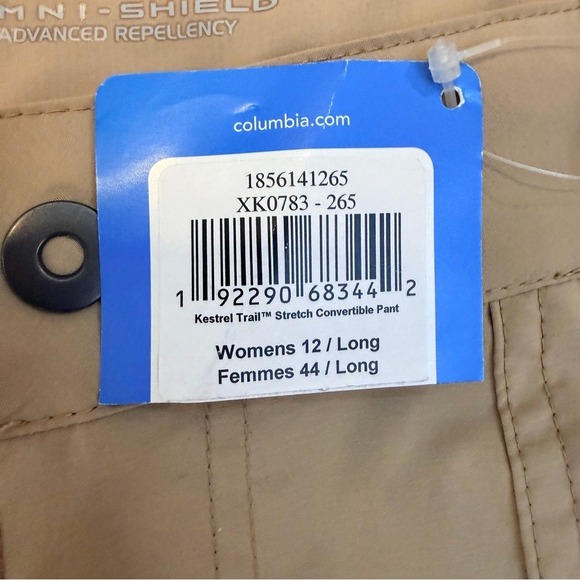 MNI-SHIELD
ADVANCED REPELLENCY
columbia.com
1856141265
XK0783 - 265
1 92290 68344 2
Kestrel Trail™ Stretch Convertible Pant
Womens 12 / Long
Femmes 44 / Long